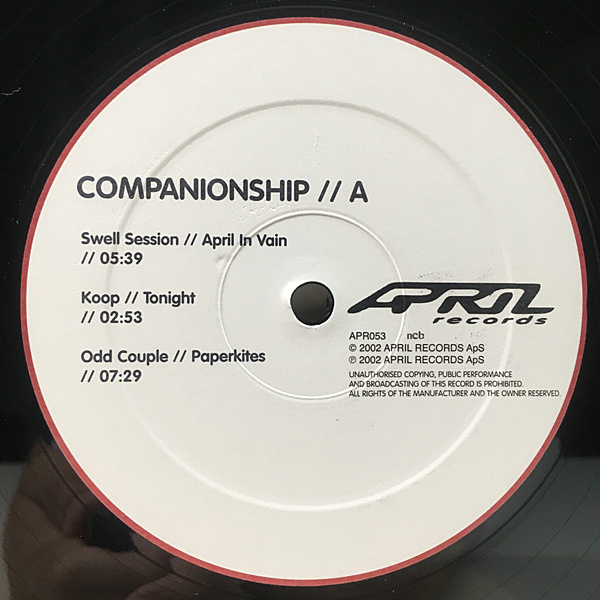 COMPANIONSHIP // A
Swell Session // April In Vain
// 05:39
Koop // Tonight
// 02:53
Odd Couple // Paperkites
// 07:29
APRIL
records
APR053 ncb
© 2002 APRIL RECORDS ApS
℗ 2002 APRIL RECORDS ApS
UNAUTHORISED COPYING, PUBLIC PERFORMANCE
AND BROADCASTING OF THIS RECORD IS PROHIBITED.
ALL RIGHTS OF THE MANUFACTURER AND THE OWNER RESERVED.